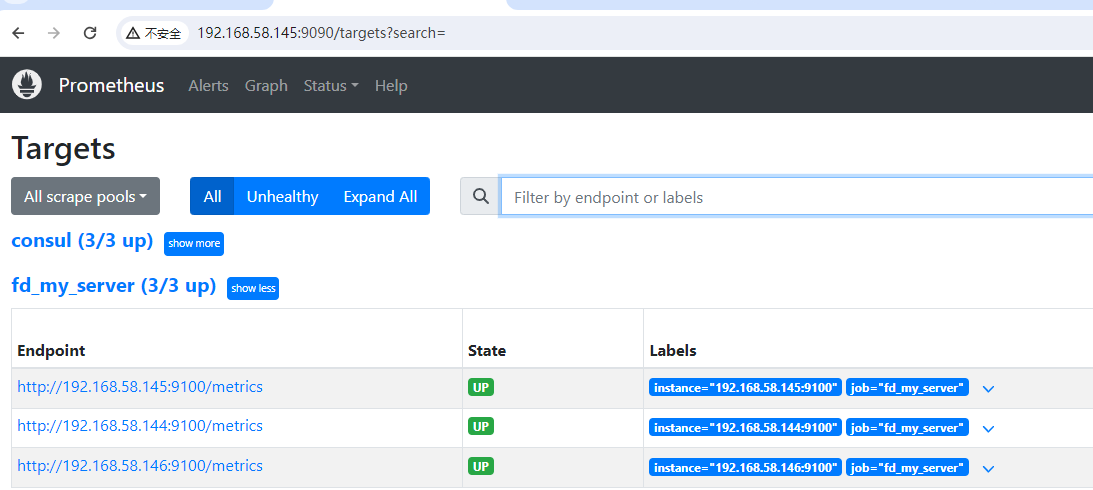 不安全 192.168.58.145:9090/targets?search=
Prometheus Alerts Graph Status Help
Targets
All scrape pools All Unhealthy Expand All Filter by endpoint or labels
consul (3/3 up) show more
fd_my_server (3/3 up) show less
Endpoint State Labels
http://192.168.58.145:9100/metrics UP instance="192.168.58.145:9100" job="fd_my_server"
http://192.168.58.144:9100/metrics UP instance="192.168.58.144:9100" job="fd_my_server"
http://192.168.58.146:9100/metrics UP instance="192.168.58.146:9100" job="fd_my_server"